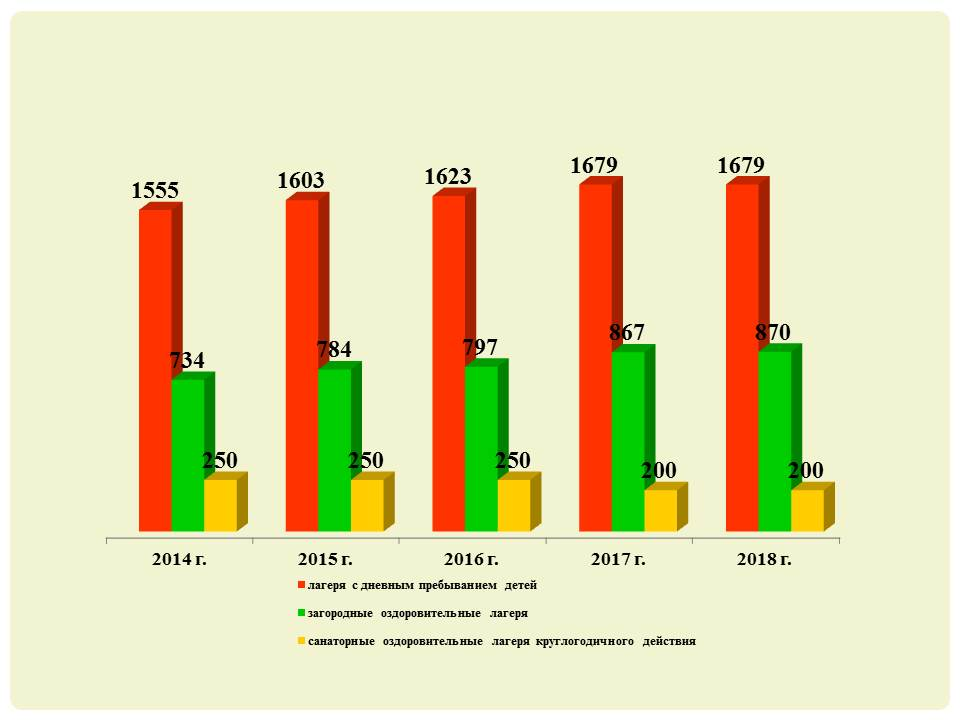 1555
1603
1623
1679
1679
734
784
797
867
870
250
250
250
200
200
2014 г.
2015 г.
2016 г.
2017 г.
2018 г.
лагеря с дневным пребыванием детей
загородные оздоровительные лагеря
санаторные оздоровительные лагеря круглогодичного действия